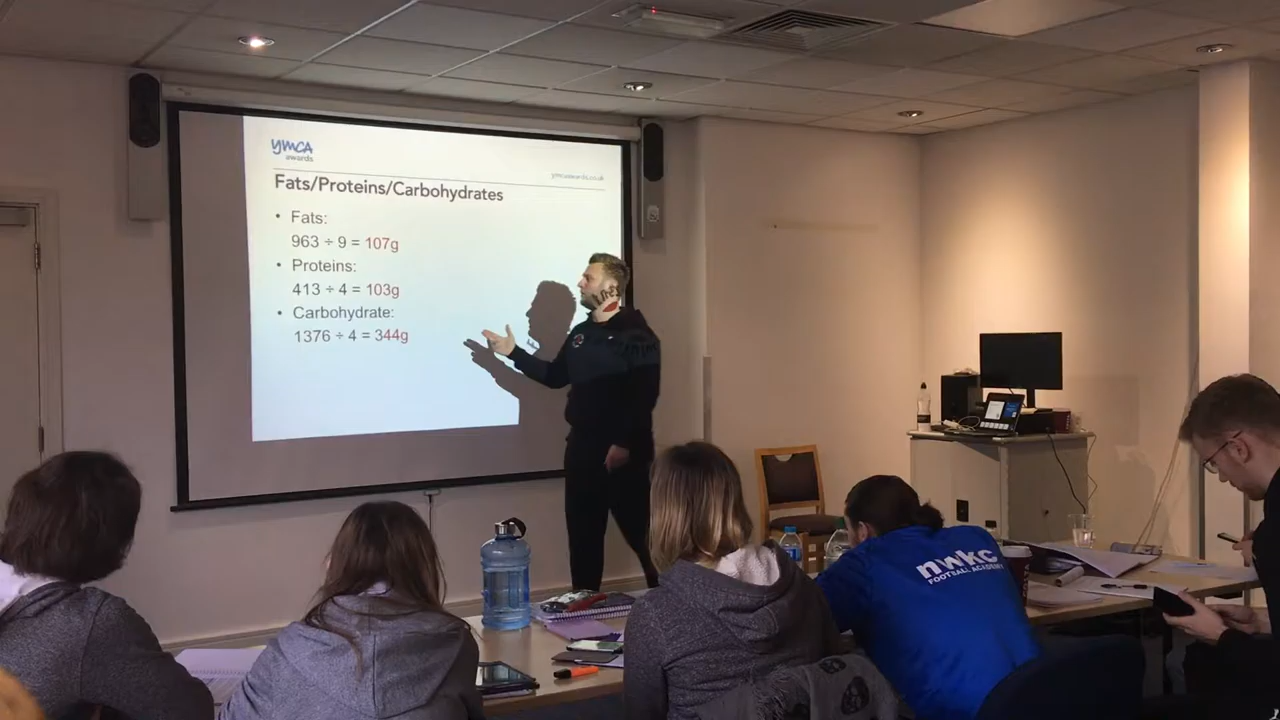 ymca
awards
ymcaawards.co.uk
Fats/Proteins/Carbohydrates
• Fats:
963 ÷ 9 = 107g
• Proteins:
413 ÷ 4 = 103g
• Carbohydrate:
1376 ÷ 4 = 344g
nwkc
FOOTBALL ACADEMY